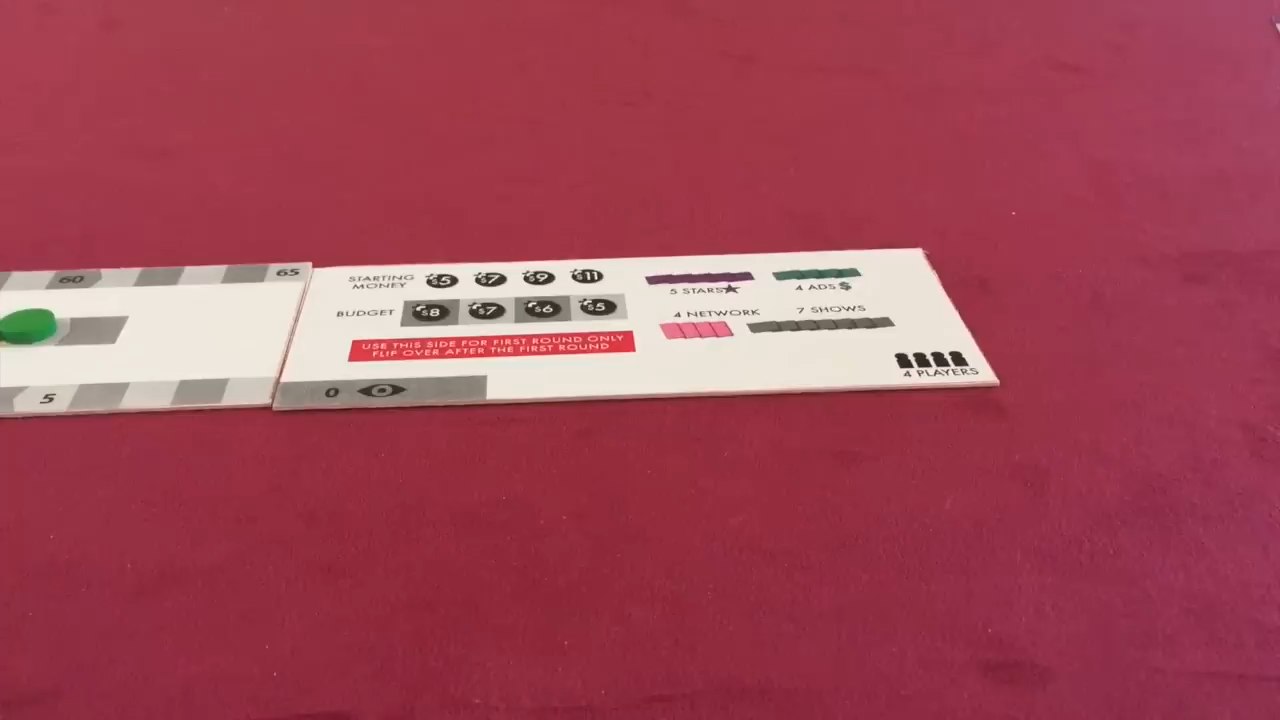 60
65
5
STARTING MONEY $5 $7 $9 $11
BUDGET $8 $7 $6 $5
USE THIS SIDE FOR FIRST ROUND ONLY
FLIP OVER AFTER THE FIRST ROUND
0
5 STARS
4 ADS $
4 NETWORK
7 SHOWS
4 PLAYERS